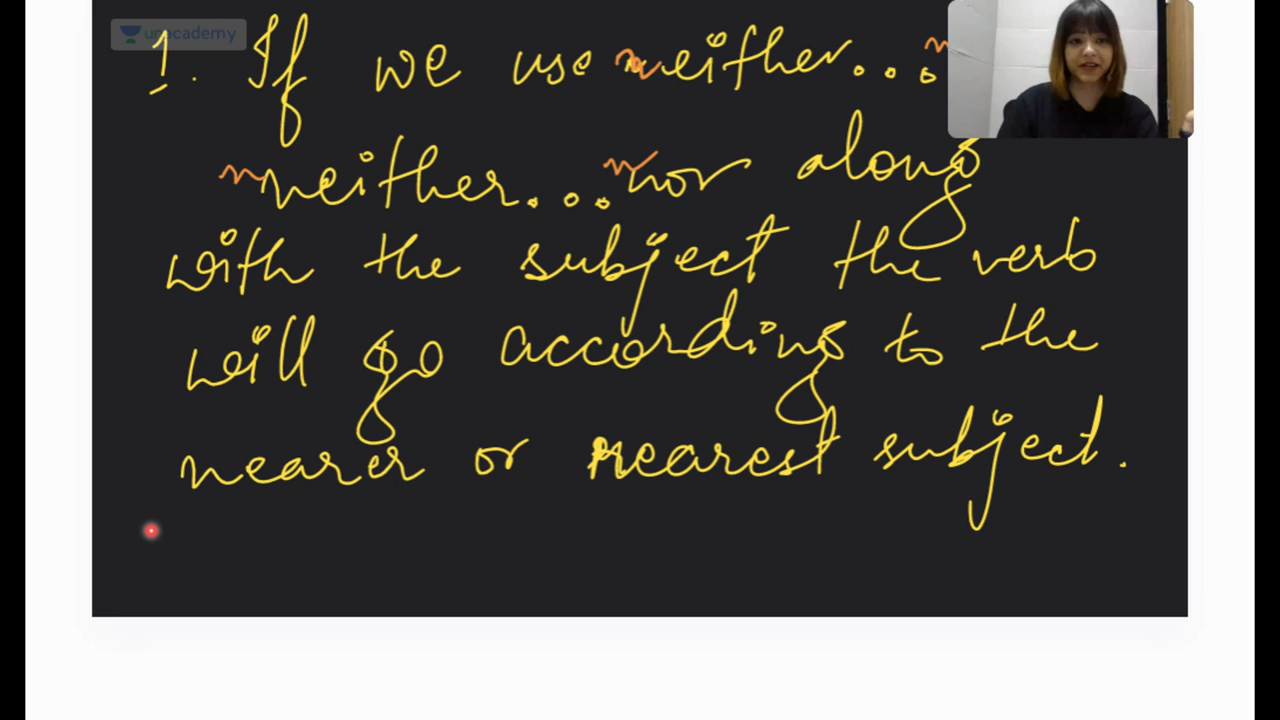 unacademy
1. If we use neither...n
neither...nor along
with the subject the verb
will go according to the
nearer or nearest subject.